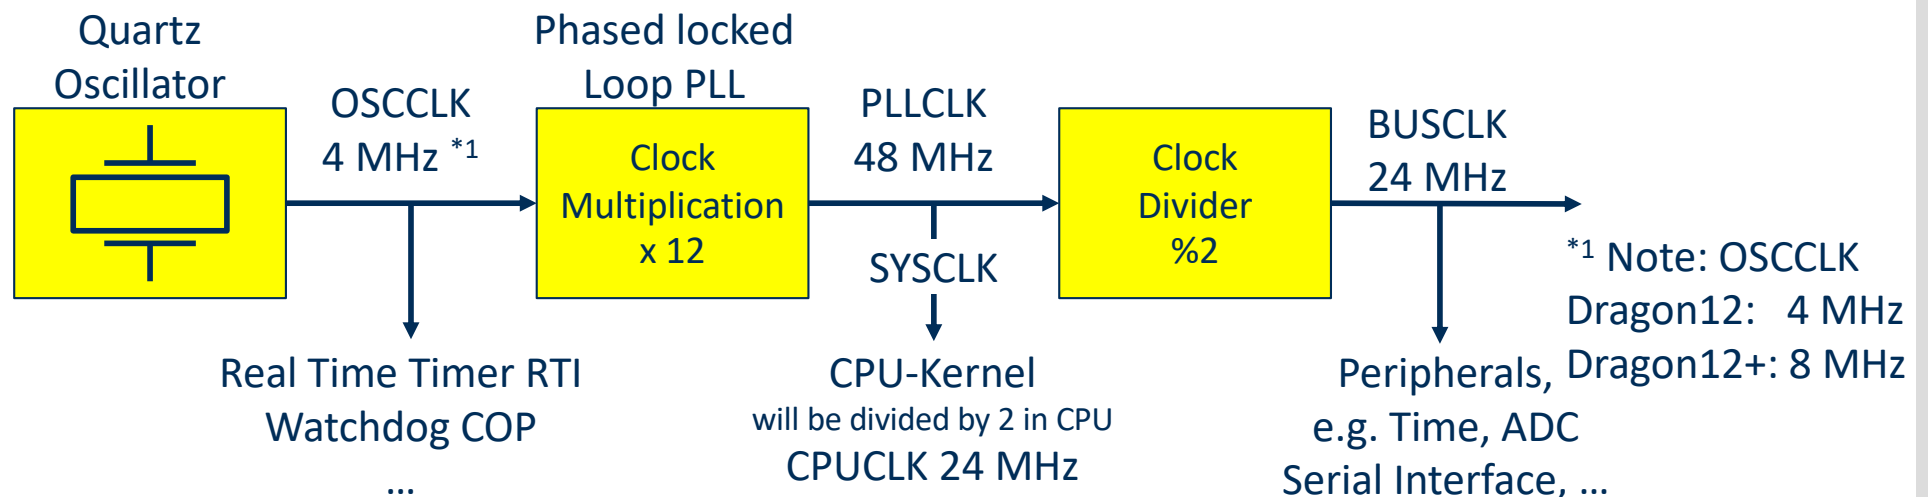 Quartz
Oscillator
OSCCLK
4 MHz *1
Phased locked
Loop PLL
Clock
Multiplication
x 12
PLLCLK
48 MHz
SYSCLK
Clock
Divider
%2
BUSCLK
24 MHz
*1 Note: OSCCLK
Dragon12: 4 MHz
Dragon12+: 8 MHz
Real Time Timer RTI
Watchdog COP
...
CPU-Kernel
will be divided by 2 in CPU
CPUCLK 24 MHz
Peripherals,
e.g. Time, ADC
Serial Interface, ...